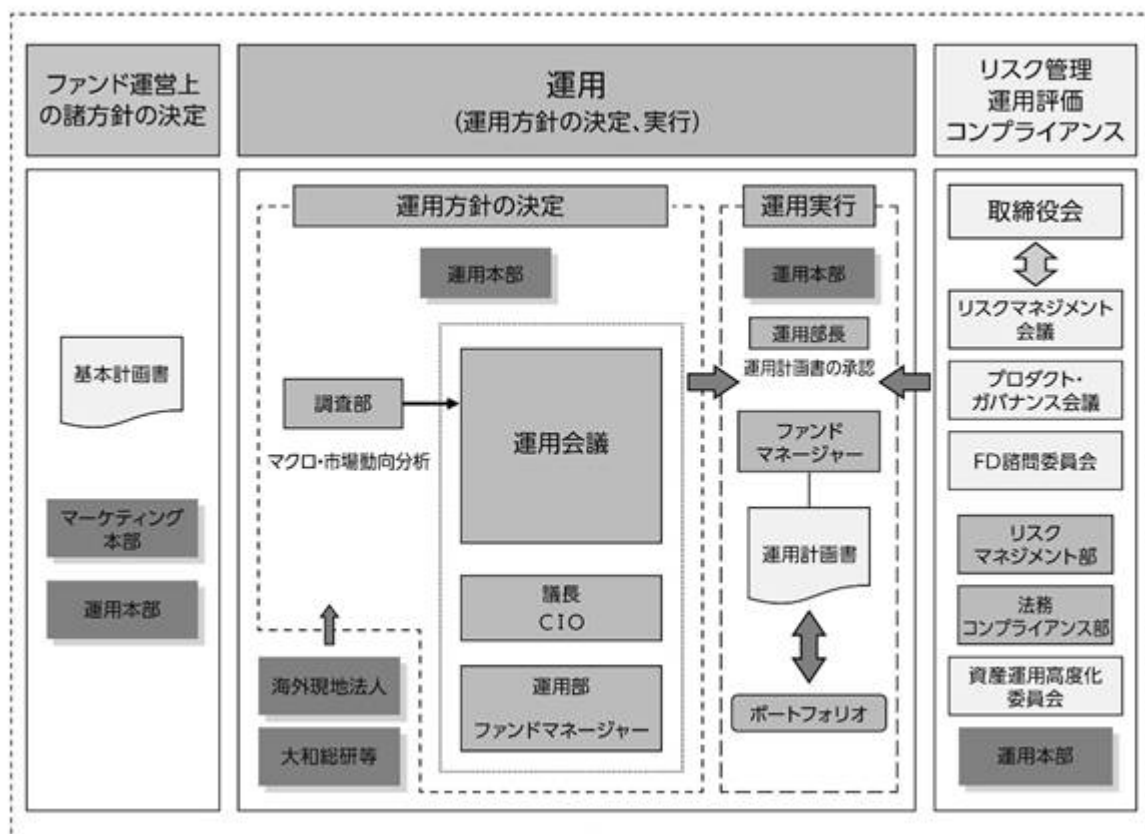 ファンド運営上
の諸方針の決定
基本計画書
マーケティング
本部
運用本部
運用
(運用方針の決定、実行)
運用方針の決定
運用本部
調査部
マクロ・市場動向分析
運用会議
議長
CIO
運用部
ファンドマネージャー
海外現地法人
大和総研等
運用実行
運用本部
運用部長
運用計画書の承認
ファンド
マネージャー
運用計画書
ポートフォリオ
リスク管理
運用評価
コンプライアンス
取締役会
リスクマネジメント
会議
プロダクト・
ガバナンス会議
FD諮問委員会
リスク
マネジメント部
法務
コンプライアンス部
資産運用高度化
委員会
運用本部